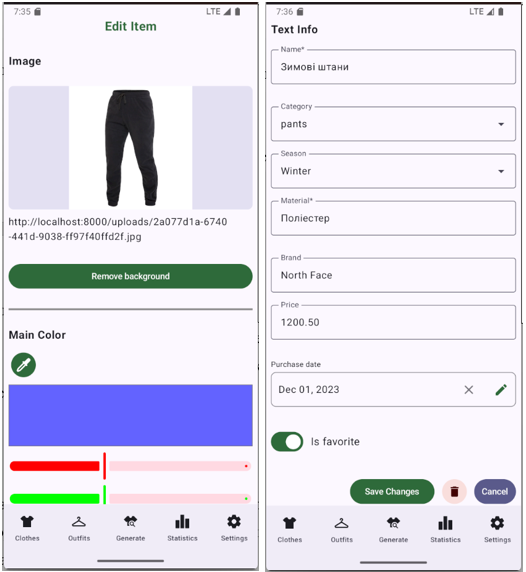 7:35
LTE
Edit Item
Image
http://localhost:8000/uploads/2a077d1a-6740
-441d-9038-ff97f40ffd2f.jpg
Remove background
Main Color
Clothes
Outfits
Generate
Statistics
Settings
7:36
LTE
Text Info
Name*
Зимові штани
Category
pants
Season
Winter
Material*
Поліестер
Brand
North Face
Price
1200.50
Purchase date
Dec 01, 2023
Is favorite
Save Changes
Cancel
Clothes
Outfits
Generate
Statistics
Settings